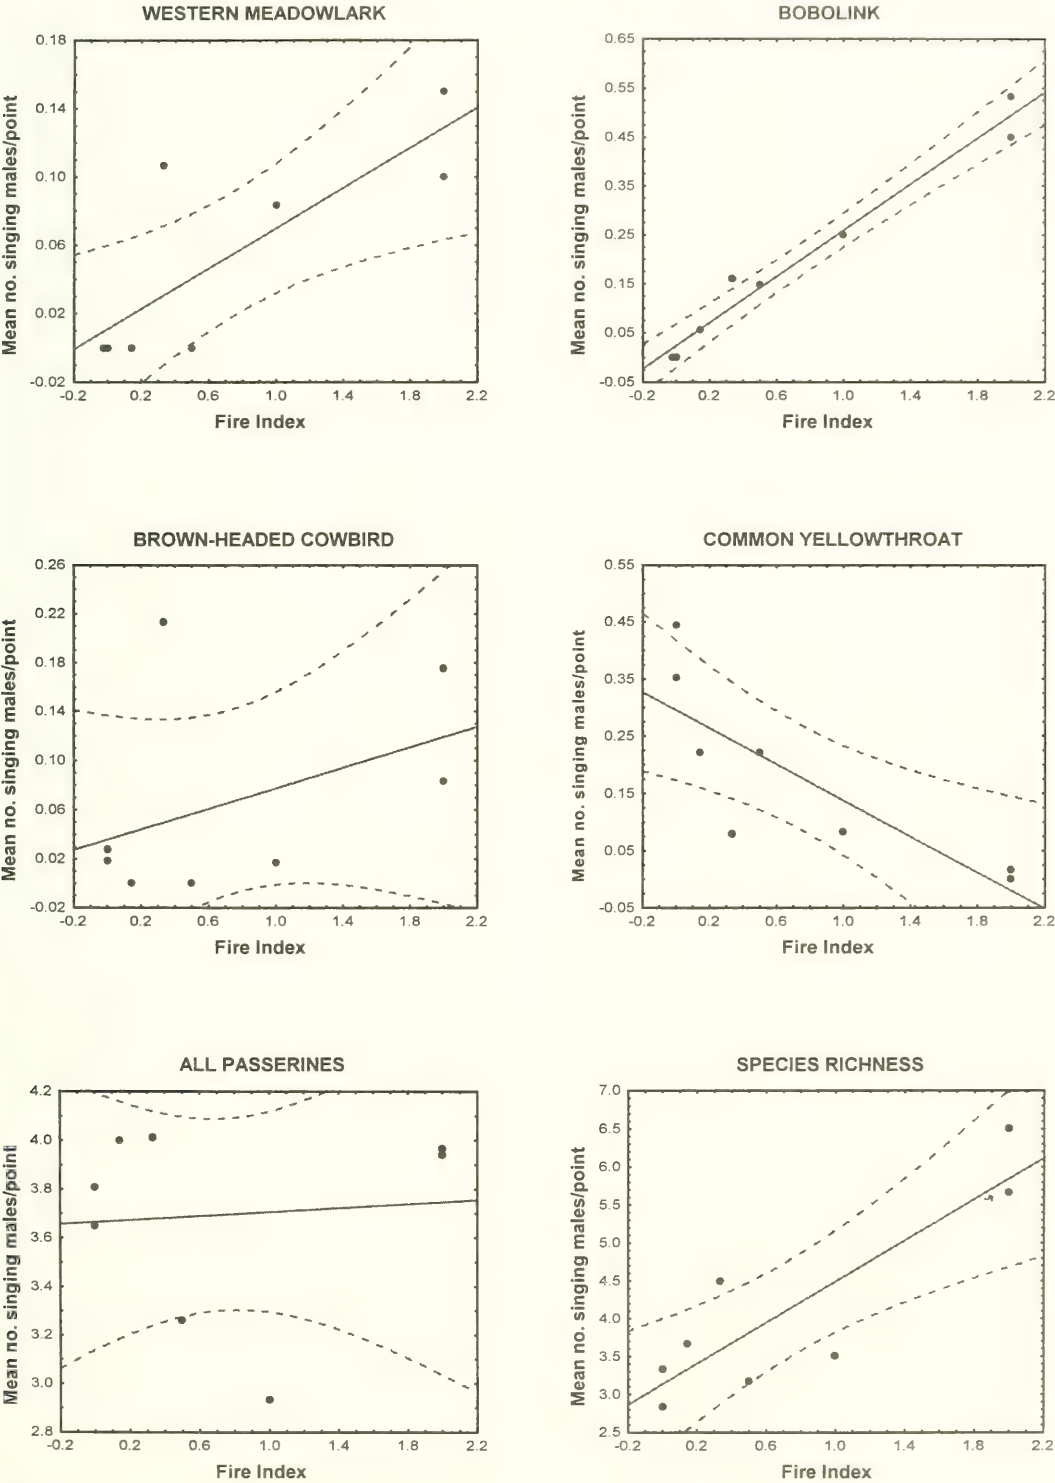 WESTERN MEADOWLARK
Mean no. singing males/point
0.18
0.14
0.10
0.06
0.02
-0.02
-0.2 0.2 0.6 1.0 1.4 1.8 2.2
Fire Index
BOBOLINK
Mean no. singing males/point
0.65
0.55
0.45
0.35
0.25
0.15
0.05
-0.05
-0.2 0.2 0.6 1.0 1.4 1.8 2.2
Fire Index
BROWN-HEADED COWBIRD
Mean no. singing males/point
0.26
0.22
0.18
0.14
0.10
0.06
0.02
-0.02
-0.2 0.2 0.6 1.0 1.4 1.8 2.2
Fire Index
COMMON YELLOWTHROAT
Mean no. singing males/point
0.55
0.45
0.35
0.25
0.15
0.05
-0.05
-0.2 0.2 0.6 1.0 1.4 1.8 2.2
Fire Index
ALL PASSERINES
Mean no. singing males/point
4.2
4.0
3.8
3.6
3.4
3.2
3.0
2.8
-0.2 0.2 0.6 1.0 1.4 1.8 2.2
Fire Index
SPECIES RICHNESS
Mean no. singing males/point
7.0
6.5
6.0
5.5
5.0
4.5
4.0
3.5
3.0
2.5
-0.2 0.2 0.6 1.0 1.4 1.8 2.2
Fire Index